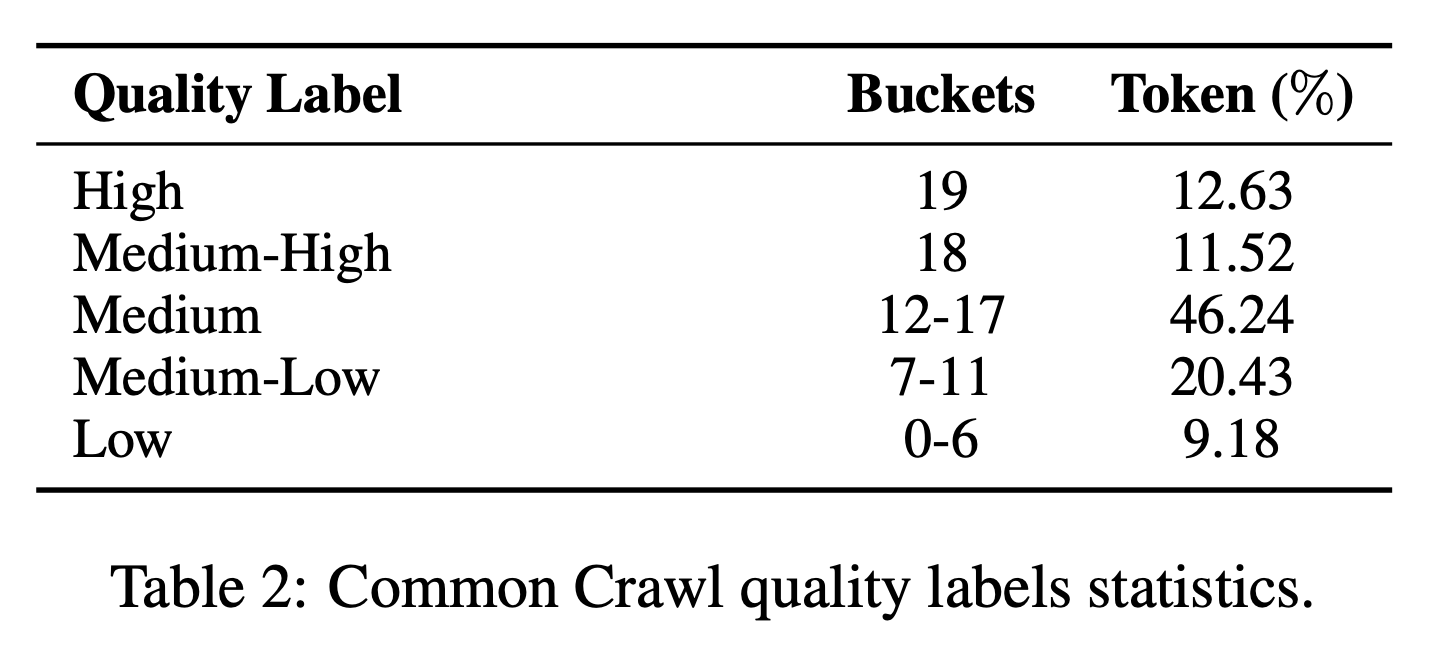 Quality Label Buckets Token (%)
High 19 12.63
Medium-High 18 11.52
Medium 12-17 46.24
Medium-Low 7-11 20.43
Low 0-6 9.18
Table 2: Common Crawl quality labels statistics.